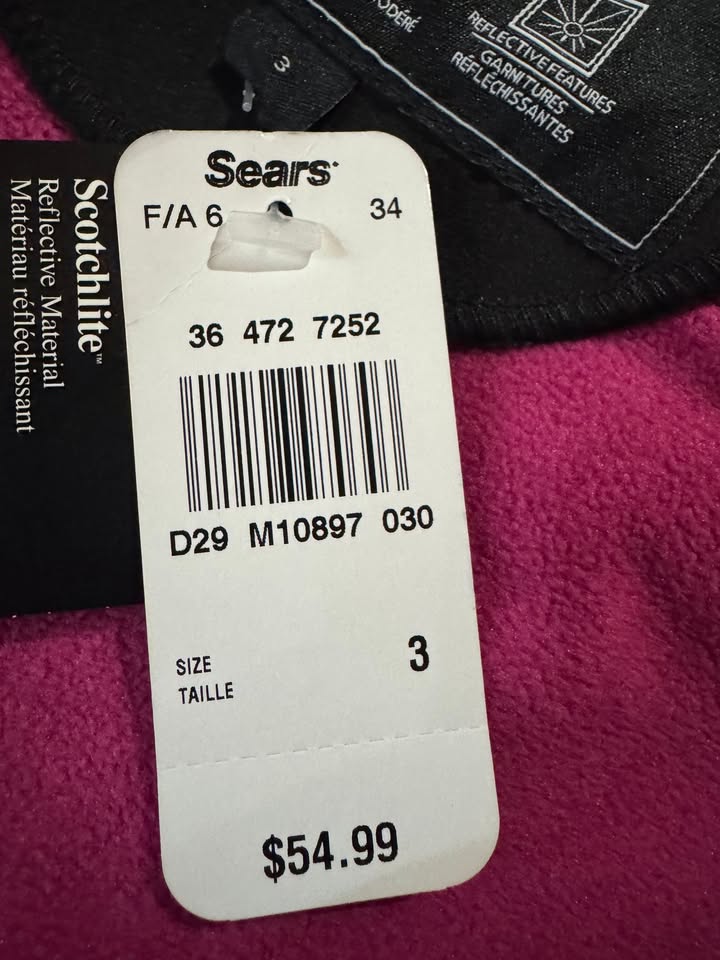 3
REFLECTIVE FEATURES
GARNITURES
RÉFLÉCHISSANTES
Scotchlite™
Reflective Material
Matériau réfléchissant
Sears
F/A 6
34
36 472 7252
D29 M10897 030
SIZE
3
TAILLE
$54.99